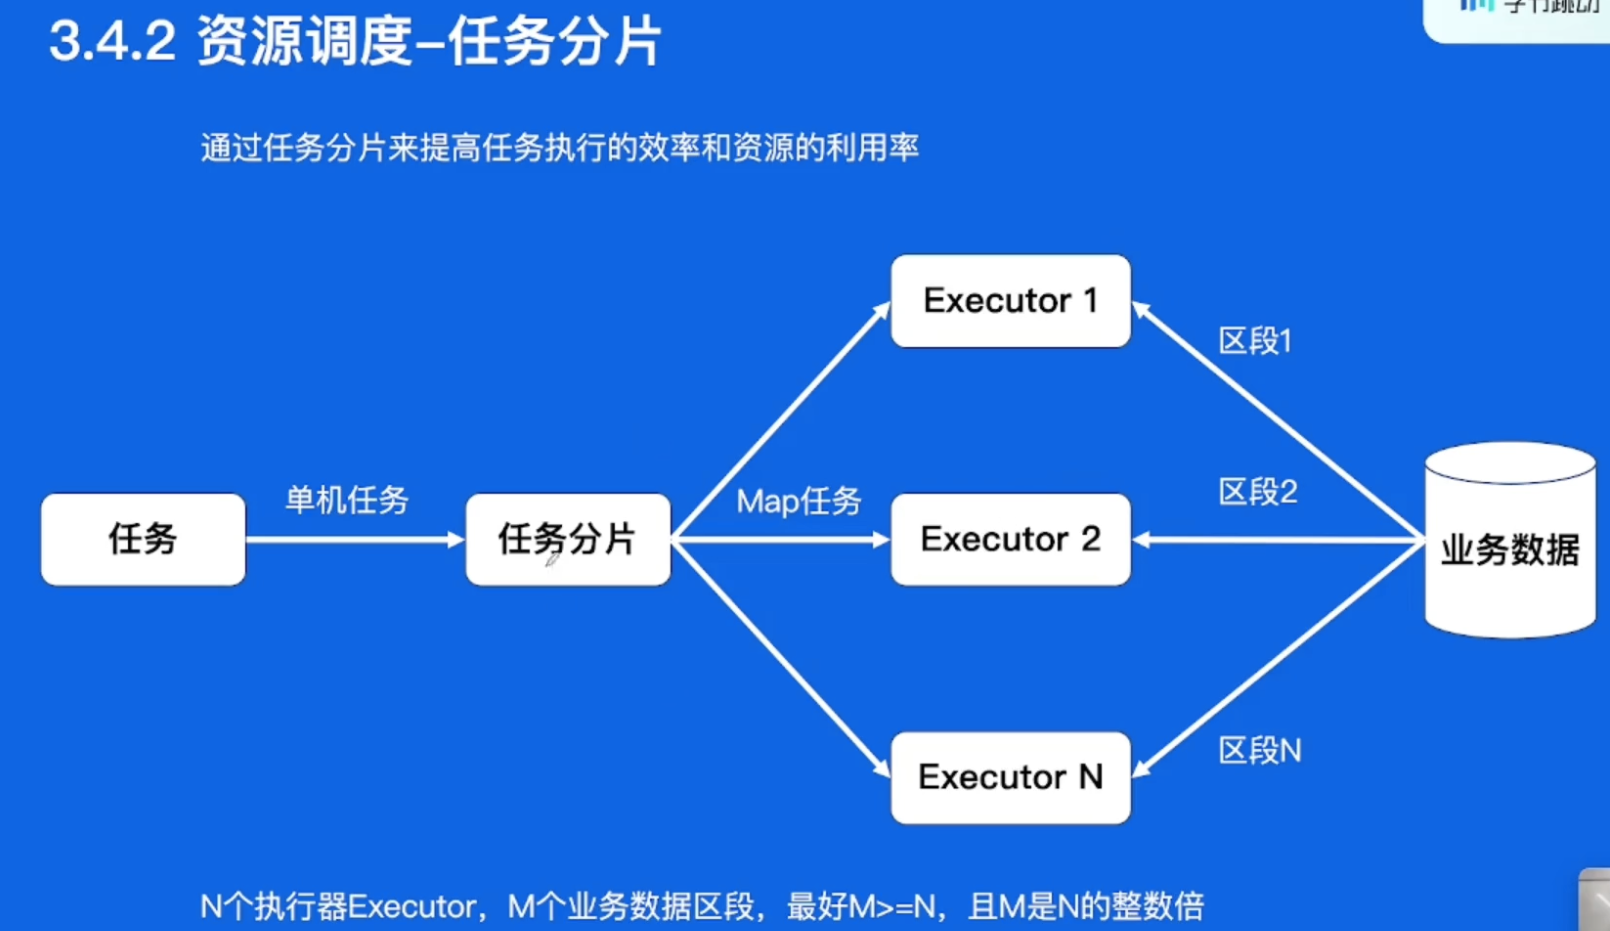 3.4.2 资源调度-任务分片
字节跳动
通过任务分片来提高任务执行的效率和资源的利用率
Executor 1
区段1
任务
单机任务
任务分片
Map任务
Executor 2
区段2
业务数据
Executor N
区段N
N个执行器Executor，M个业务数据区段，最好M>=N，且M是N的整数倍